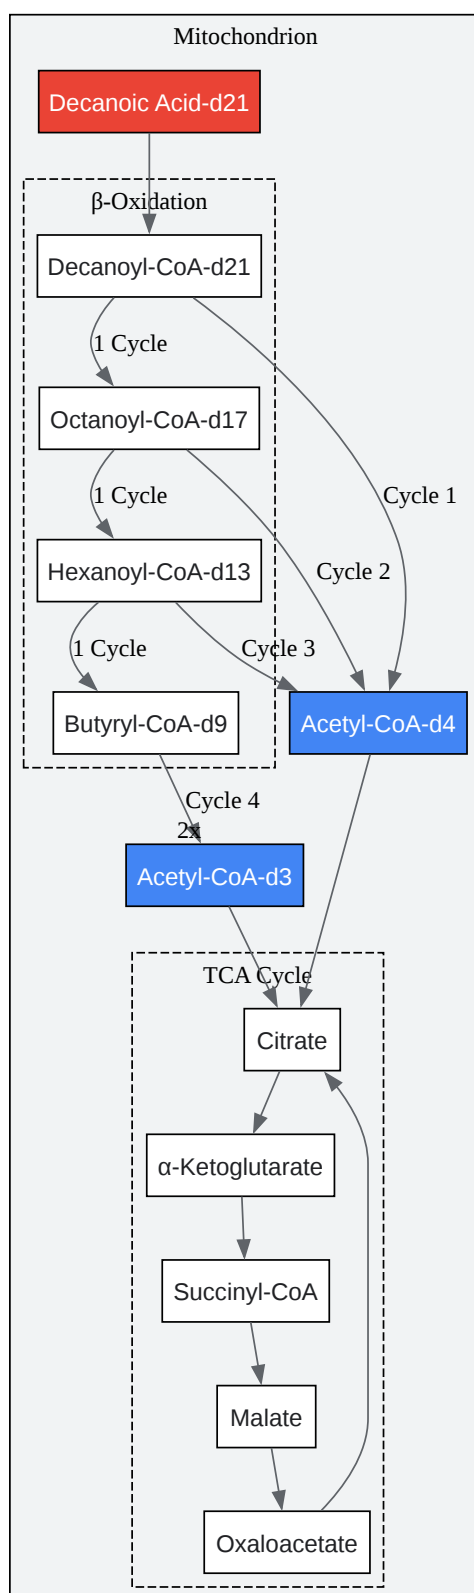 Mitochondrion
Decanoic Acid-d21
β-Oxidation
Decanoyl-CoA-d21
1 Cycle
Octanoyl-CoA-d17
Cycle 1
1 Cycle
Cycle 2
Hexanoyl-CoA-d13
1 Cycle
Cycle 3
Butyryl-CoA-d9
Acetyl-CoA-d4
Cycle 4
2x
Acetyl-CoA-d3
TCA Cycle
Citrate
α-Ketoglutarate
Succinyl-CoA
Malate
Oxaloacetate